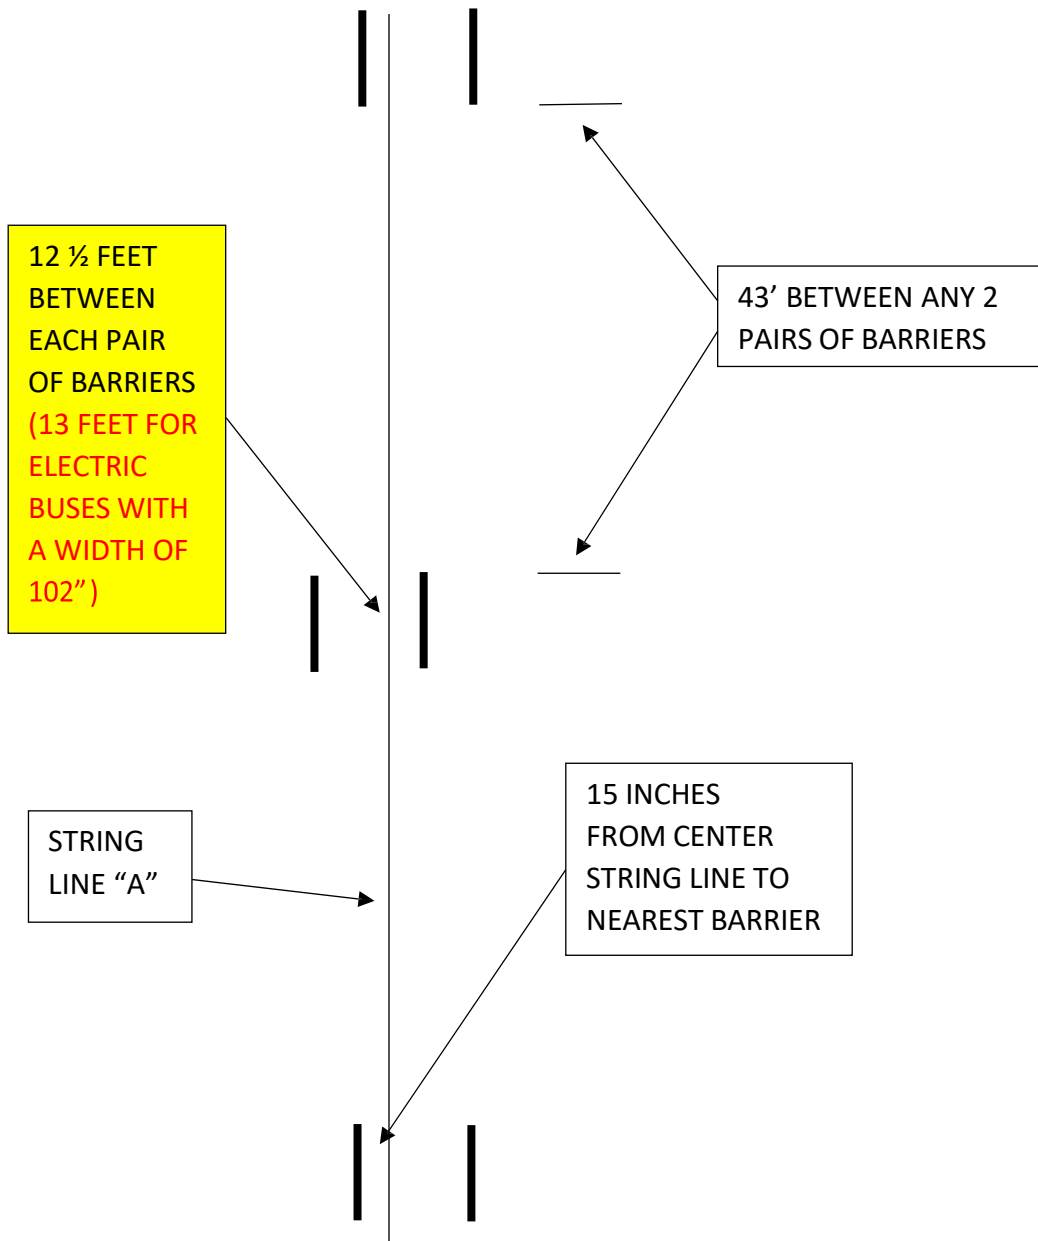 12 ½ FEET
BETWEEN
EACH PAIR
OF BARRIERS
(13 FEET FOR
ELECTRIC
BUSES WITH
A WIDTH OF
102”)
43’ BETWEEN ANY 2
PAIRS OF BARRIERS
STRING
LINE “A”
15 INCHES
FROM CENTER
STRING LINE TO
NEAREST BARRIER